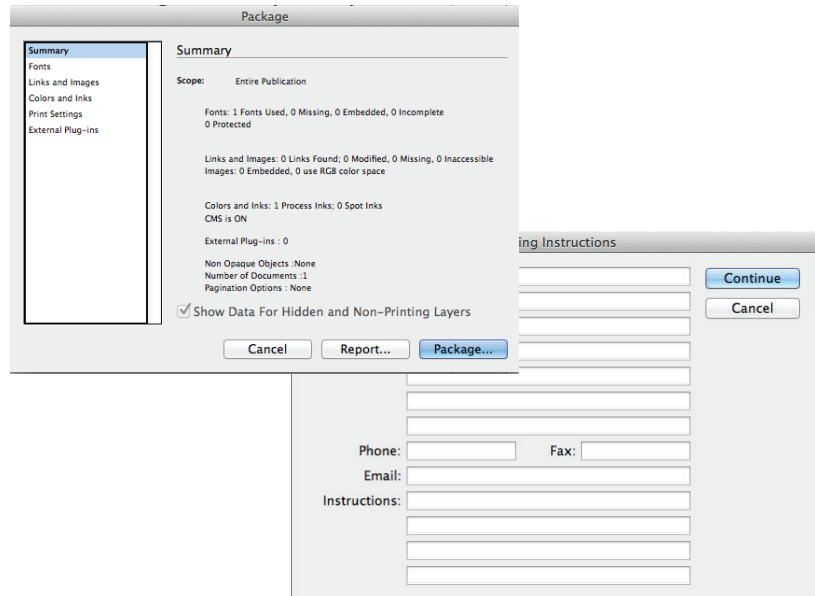 Package
Summary
Fonts
Links and Images
Colors and Inks
Print Settings
External Plug-ins
Summary
Scope: Entire Publication
Fonts: 1 Fonts Used, 0 Missing, 0 Embedded, 0 Incomplete
0 Protected
Links and Images: 0 Links Found; 0 Modified, 0 Missing, 0 Inaccessible
Images: 0 Embedded, 0 use RGB color space
Colors and Inks: 1 Process Inks; 0 Spot Inks
CMS is ON
External Plug-ins : 0
Non Opaque Objects :None
Number of Documents :1
Pagination Options : None
Show Data For Hidden and Non-Printing Layers
Cancel
Report...
Package...
ing Instructions
Continue
Cancel
Phone:
Fax:
Email:
Instructions: